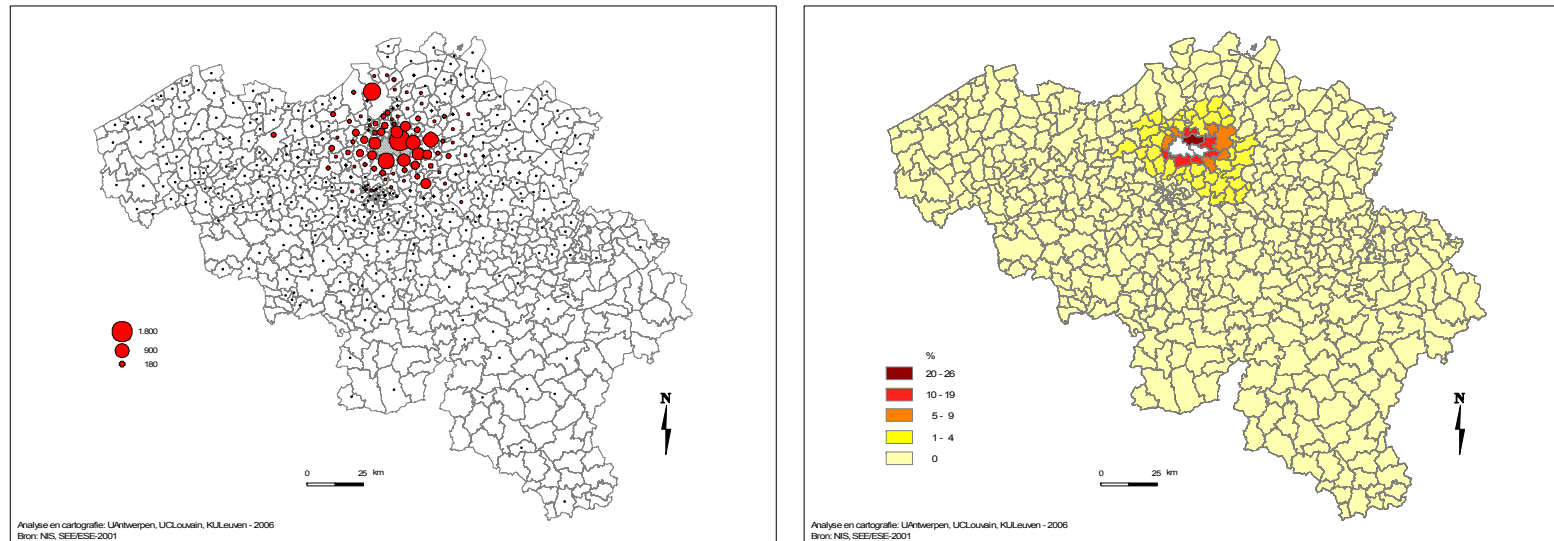 1.800
900
180
N
0 25 km
Analyse en cartografie: UAntwerpen, UCLouvain, KULeuven - 2006
Bron: NIS, SEE/ESE-2001
%
20 - 26
10 - 19
5 - 9
1 - 4
0
N
0 25 km
Analyse en cartografie: UAntwerpen, UCLouvain, KULeuven - 2006
Bron: NIS, SEE/ESE-2001